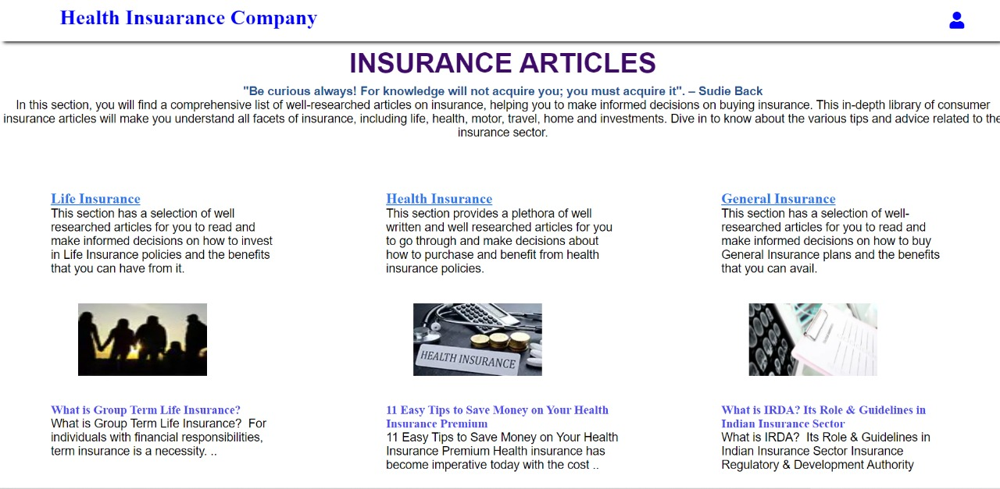 Health Insuarance Company
INSURANCE ARTICLES
"Be curious always! For knowledge will not acquire you; you must acquire it". – Sudie Back
In this section, you will find a comprehensive list of well-researched articles on insurance, helping you to make informed decisions on buying insurance. This in-depth library of consumer
insurance articles will make you understand all facets of insurance, including life, health, motor, travel, home and investments. Dive in to know about the various tips and advice related to the
insurance sector.
Life Insurance
This section has a selection of well
researched articles for you to read and
make informed decisions on how to invest
in Life Insurance policies and the benefits
that you can have from it.
Health Insurance
This section provides a plethora of well
written and well researched articles for you
to go through and make decisions about
how to purchase and benefit from health
insurance policies.
General Insurance
This section has a selection of well-
researched articles for you to read and
make informed decisions on how to buy
General Insurance plans and the benefits
that you can avail.
HEALTH INSURANCE
What is Group Term Life Insurance?
What is Group Term Life Insurance?  For
individuals with financial responsibilities,
term insurance is a necessity. ..
11 Easy Tips to Save Money on Your Health
Insurance Premium
11 Easy Tips to Save Money on Your Health
Insurance Premium Health insurance has
become imperative today with the cost ..
What is IRDA? Its Role & Guidelines in
Indian Insurance Sector
What is IRDA?  Its Role & Guidelines in
Indian Insurance Sector Insurance
Regulatory & Development Authority